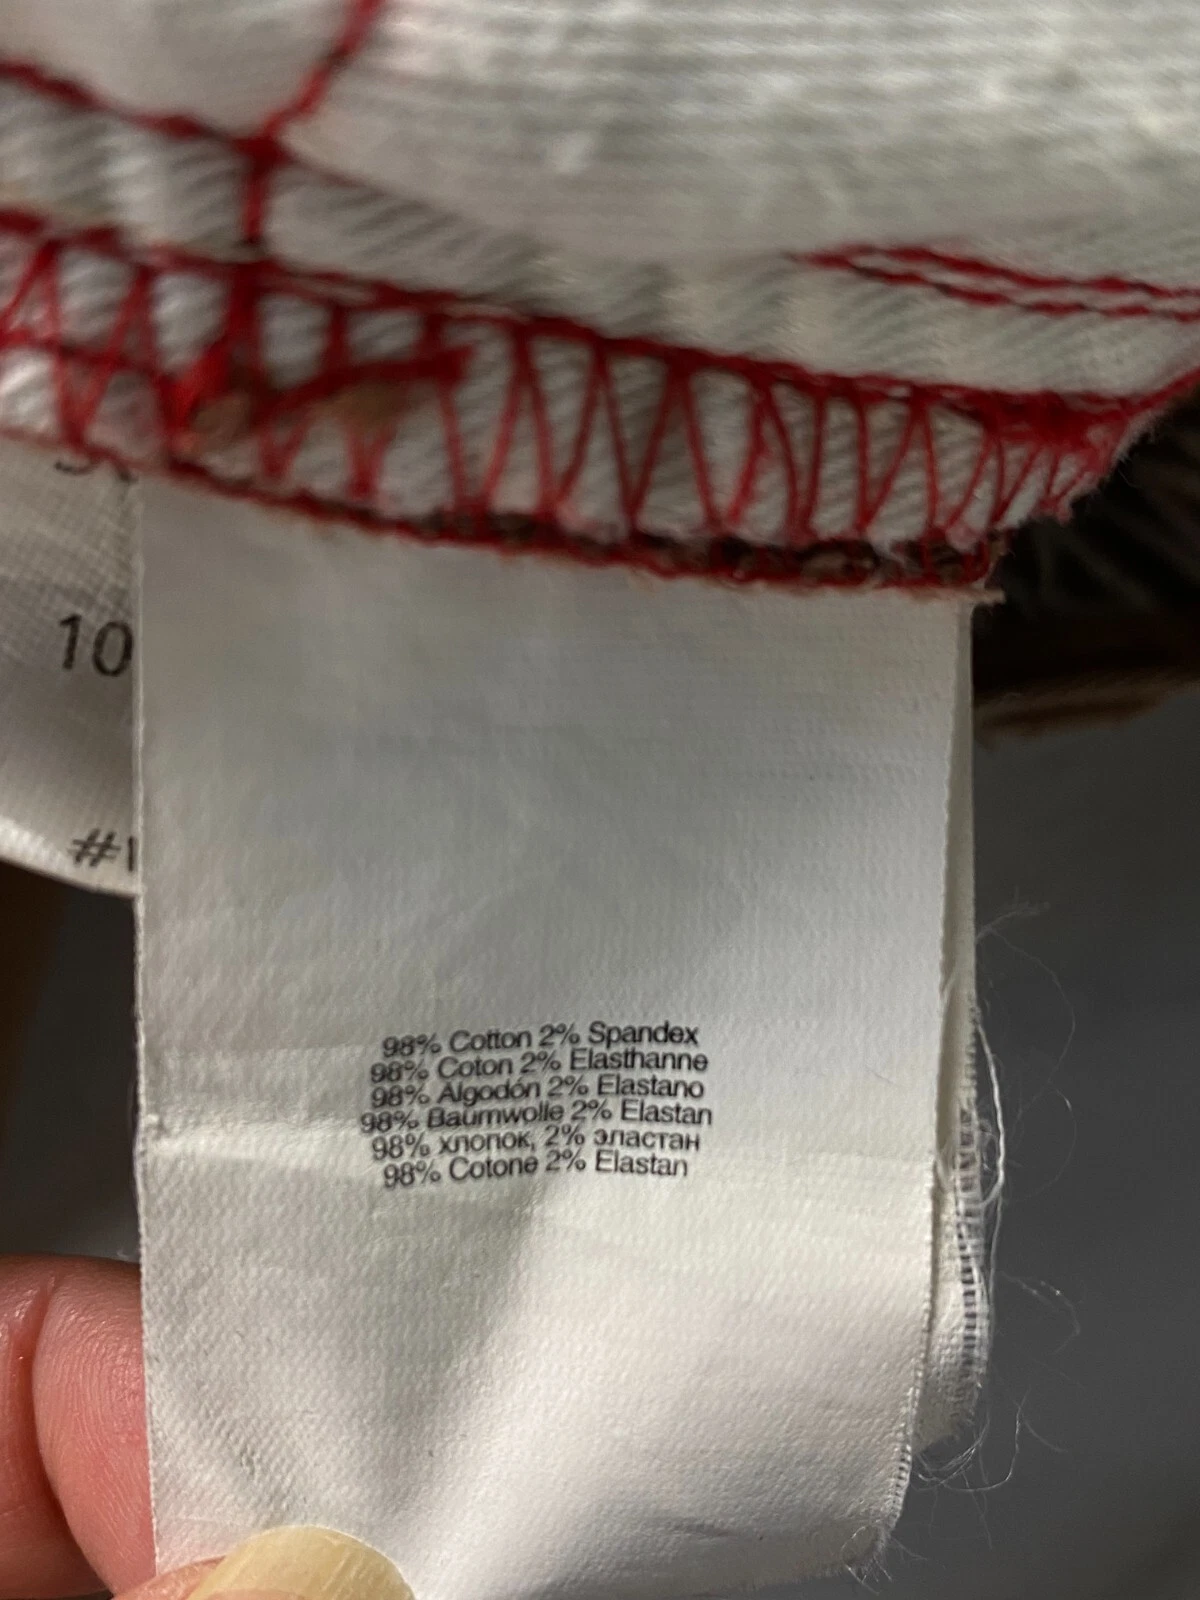 10
#
98% Cotton 2% Spandex
98% Coton 2% Elasthanne
98% Algodón 2% Elastano
98% Baumwolle 2% Elastan
98% хлопок, 2% эластан
98% Cotone 2% Elastan